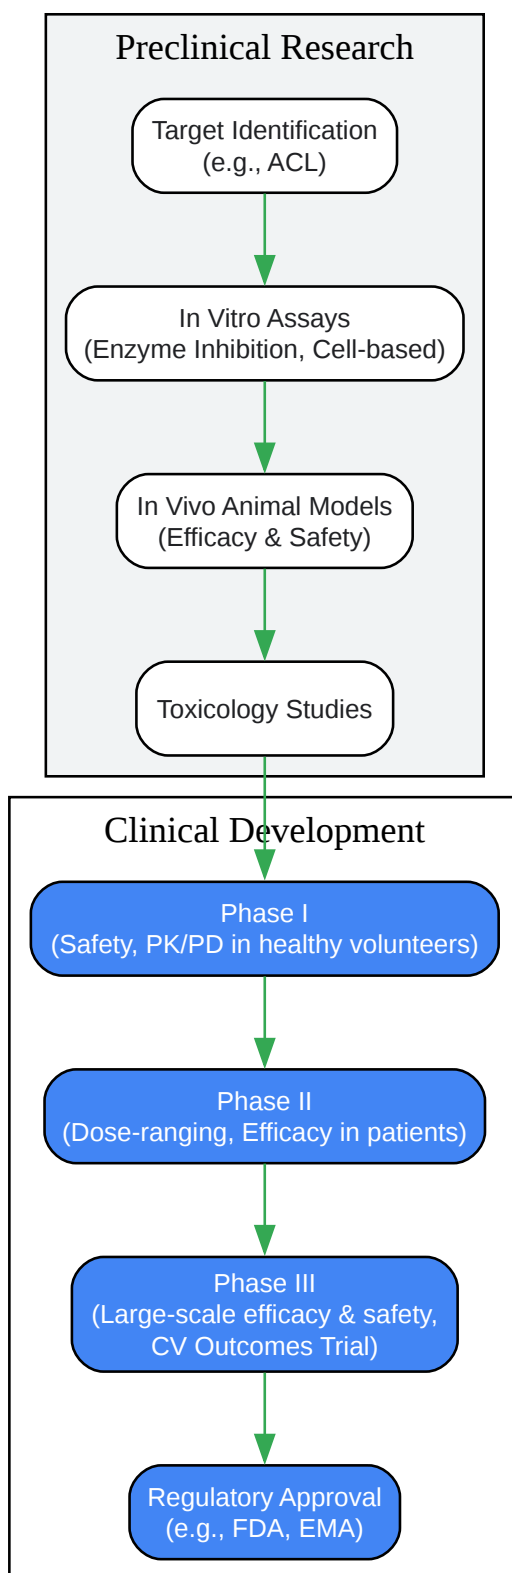 Preclinical Research
Target Identification
(e.g., ACL)
In Vitro Assays
(Enzyme Inhibition, Cell-based)
In Vivo Animal Models
(Efficacy & Safety)
Toxicology Studies
Clinical Development
Phase I
(Safety, PK/PD in healthy volunteers)
Phase II
(Dose-ranging, Efficacy in patients)
Phase III
(Large-scale efficacy & safety,
CV Outcomes Trial)
Regulatory Approval
(e.g., FDA, EMA)